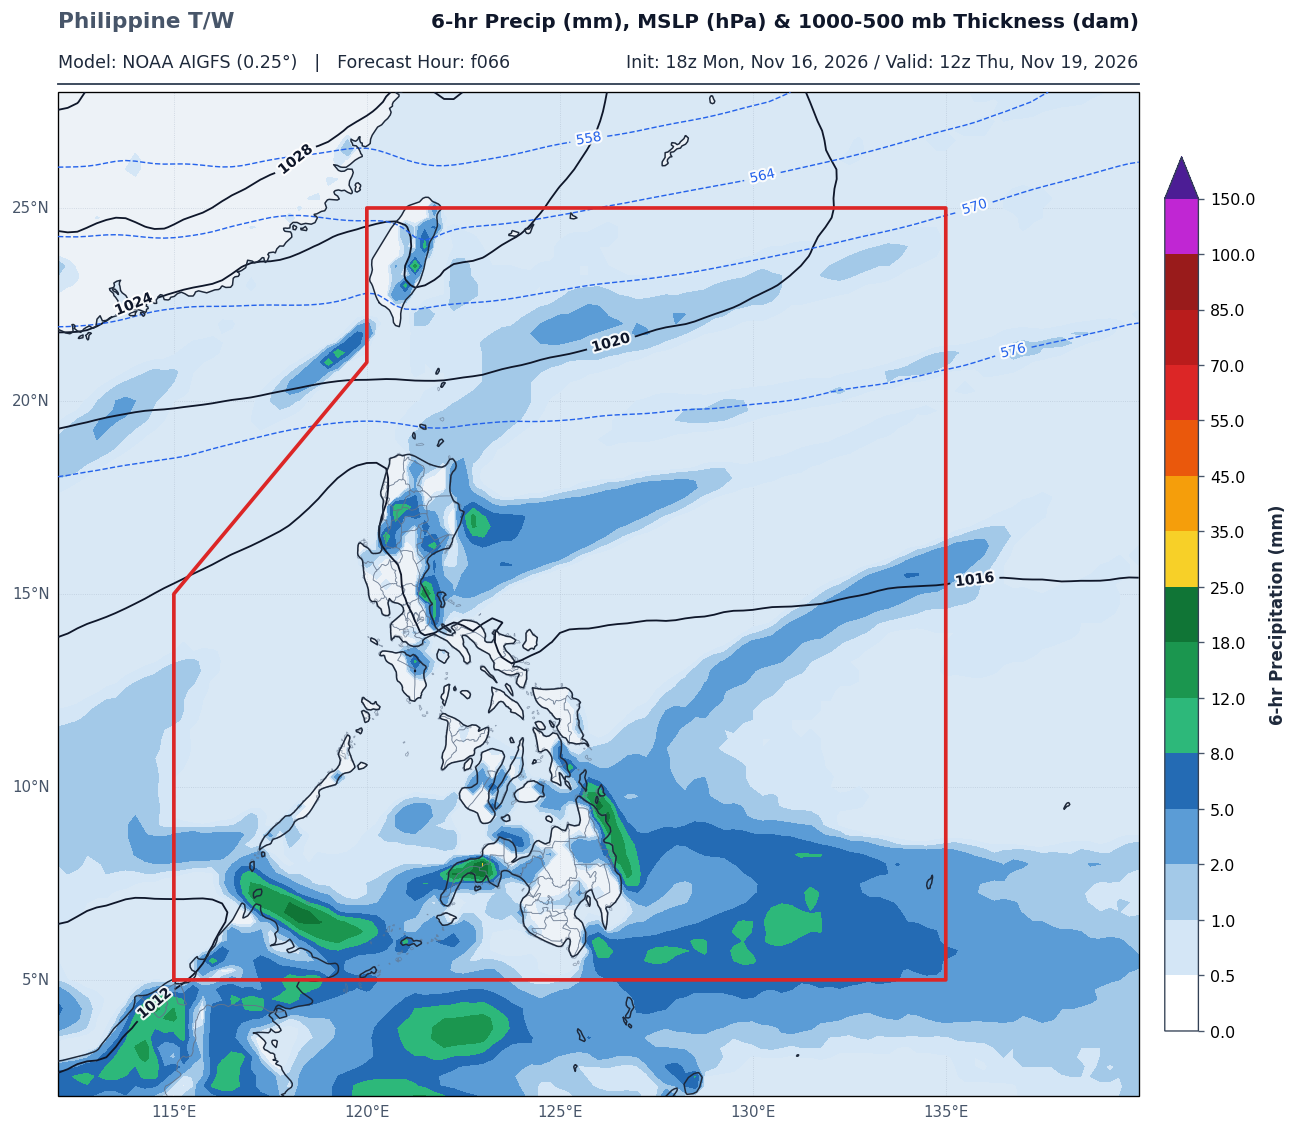 Philippine T/W
6-hr Precip (mm), MSLP (hPa) & 1000-500 mb Thickness (dam)
Model: NOAA AIGFS (0.25°) | Forecast Hour: f066
Init: 18z Mon, Nov 16, 2026 / Valid: 12z Thu, Nov 19, 2026
558
1028
564
570
25°N
1024
1020
576
20°N
1016
15°N
10°N
5°N
1012
115°E
120°E
125°E
130°E
135°E
150.0
100.0
85.0
70.0
55.0
45.0
35.0
25.0
18.0
12.0
8.0
5.0
2.0
1.0
0.5
0.0
6-hr Precipitation (mm)